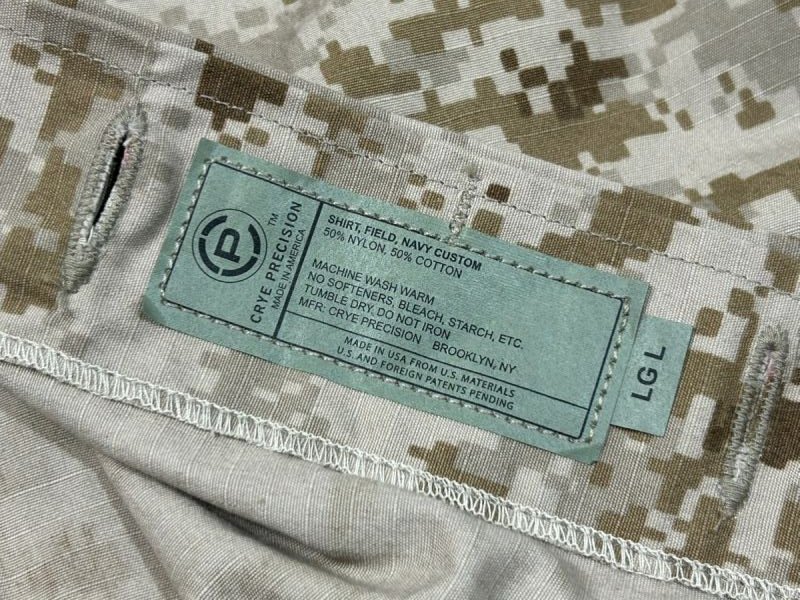 P
CRYE PRECISION™
MADE IN AMERICA
SHIRT, FIELD, NAVY CUSTOM
50% NYLON, 50% COTTON
MACHINE WASH WARM
NO SOFTENERS, BLEACH, STARCH, ETC.
TUMBLE DRY, DO NOT IRON
MFR: CRYE PRECISION BROOKLYN, NY
MADE IN USA FROM U.S. MATERIALS
U.S. AND FOREIGN PATENTS PENDING
LG L